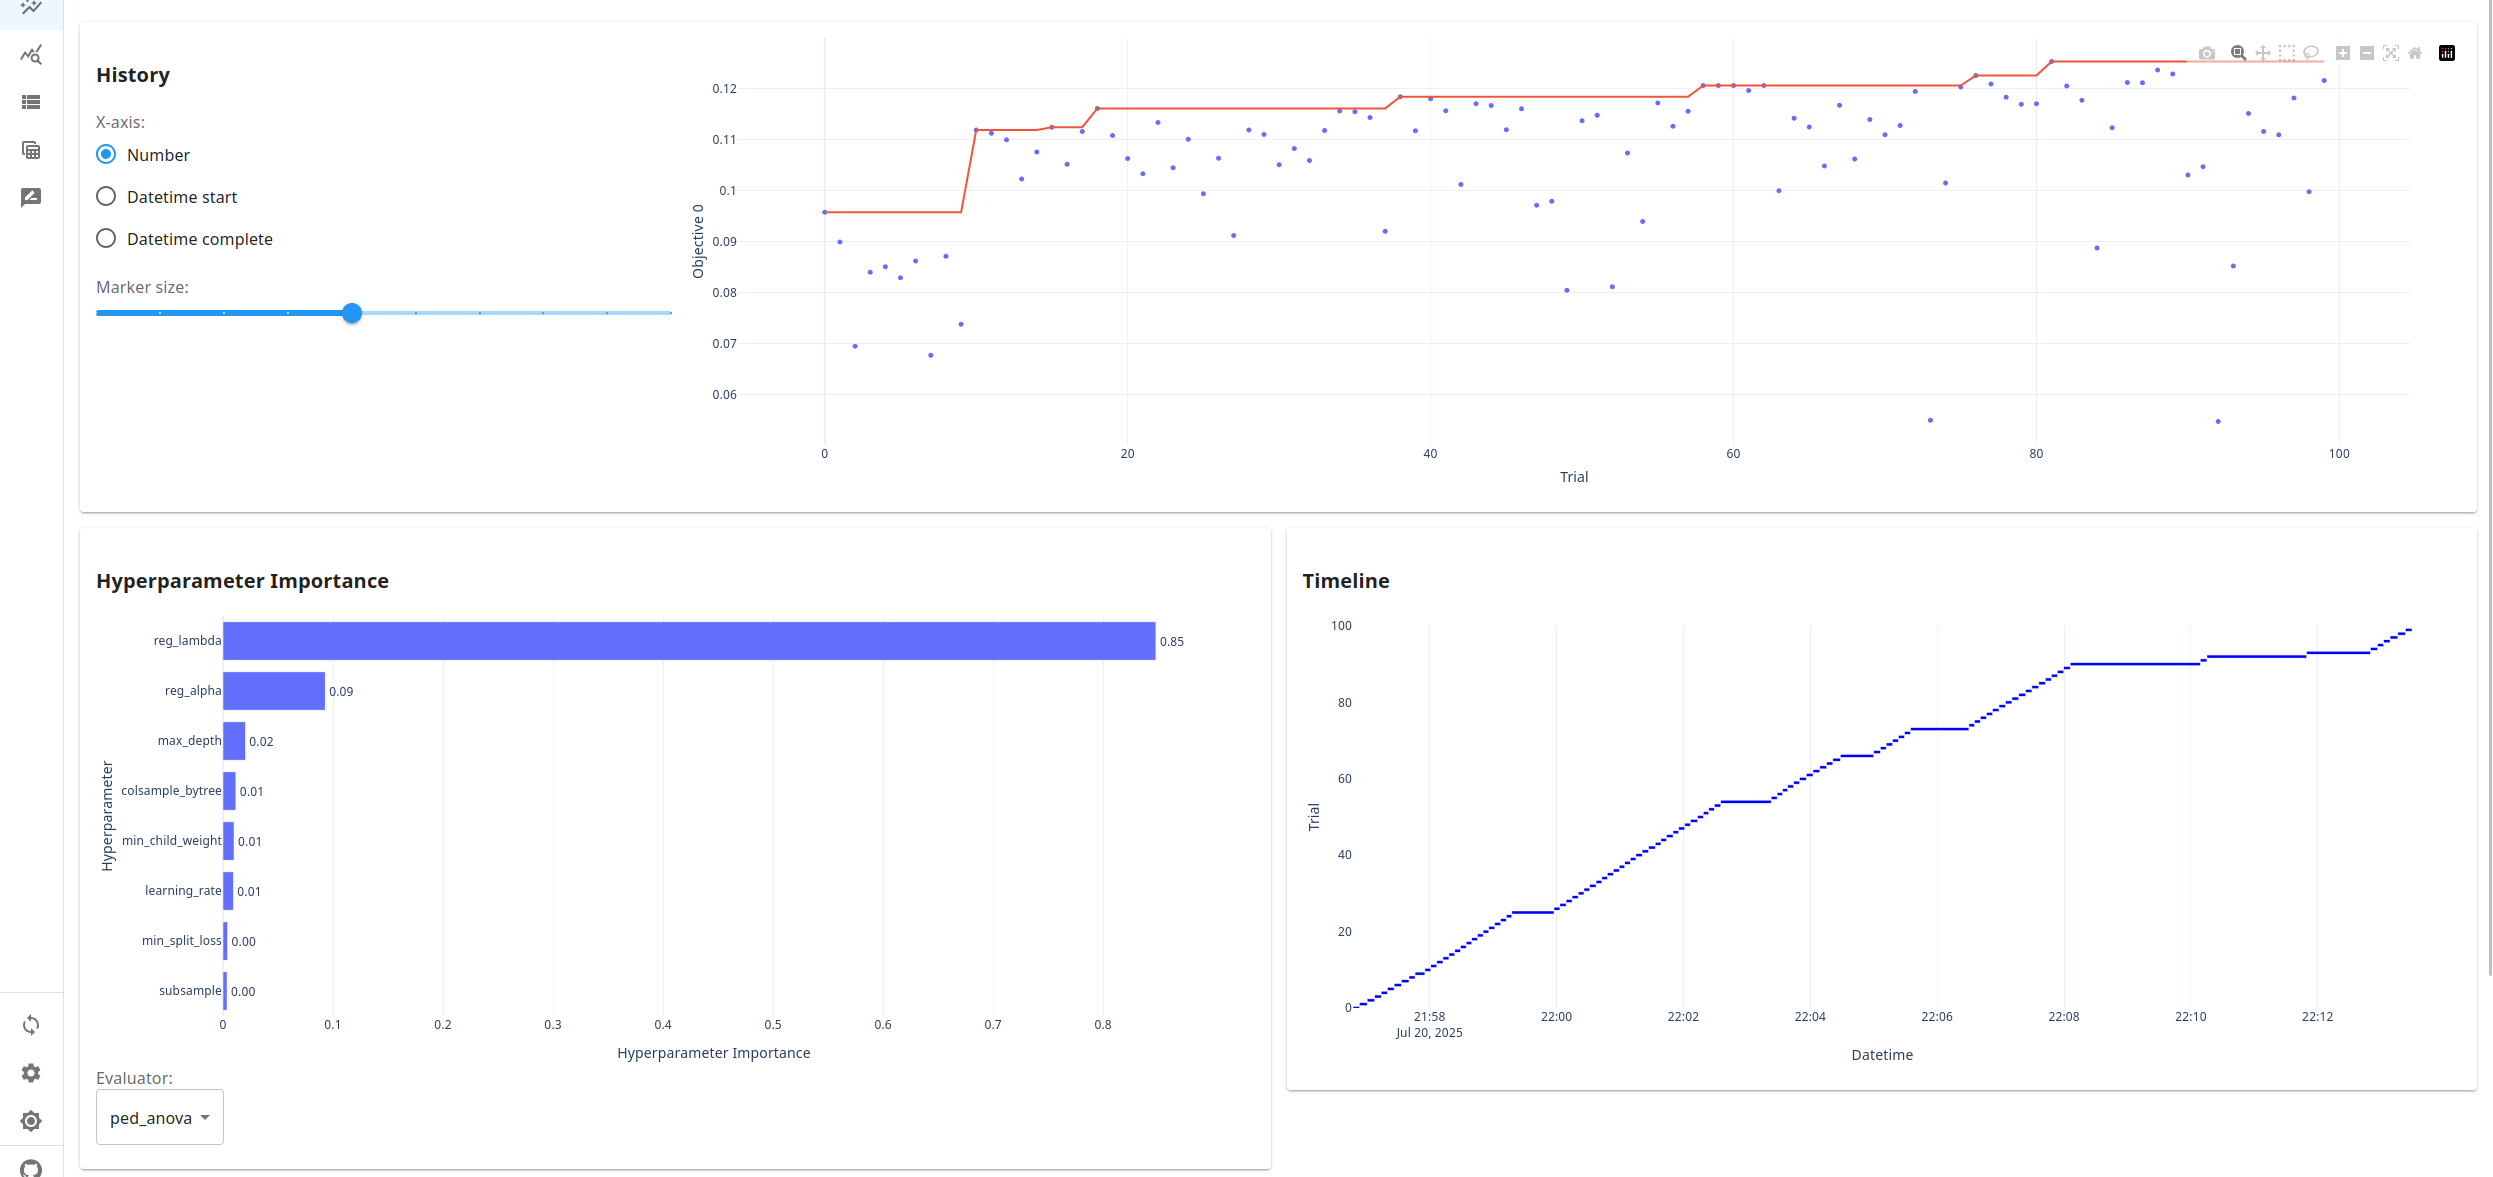 History
X-axis:
Number
Datetime start
Datetime complete
Marker size:
Objective 0
0.12
0.11
0.1
0.09
0.08
0.07
0.06
0 20 40 60 80 100
Trial
Hyperparameter Importance
Hyperparameter
reg_lambda 0.85
reg_alpha 0.09
max_depth 0.02
colsample_bytree 0.01
min_child_weight 0.01
learning_rate 0.01
min_split_loss 0.00
subsample 0.00
0 0.1 0.2 0.3 0.4 0.5 0.6 0.7 0.8
Hyperparameter Importance
Evaluator:
ped_anova
Timeline
Trial
100
80
60
40
20
0
21:58 22:00 22:02 22:04 22:06 22:08 22:10 22:12
Jul 20, 2025
Datetime